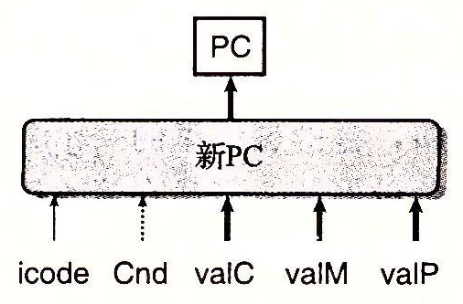 PC
新PC
icode Cnd valC valM valP